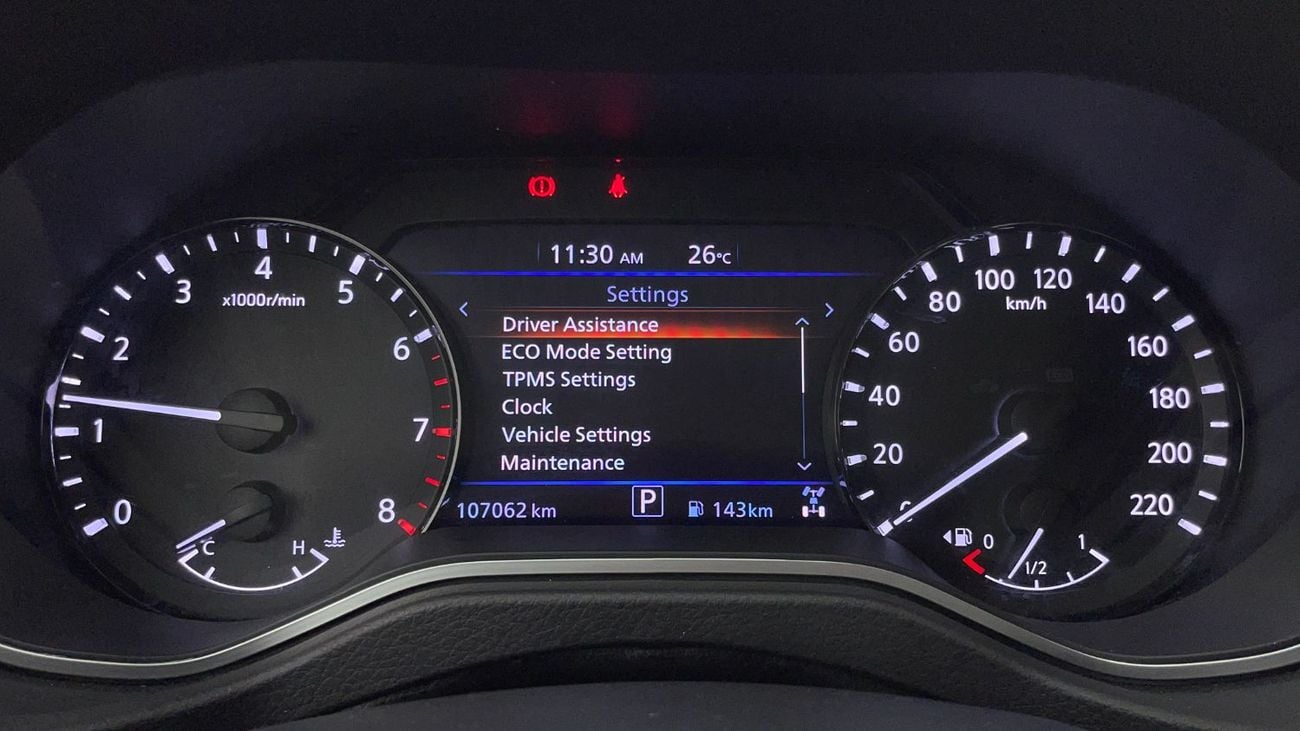 11:30 AM 26°C
Settings
Driver Assistance
ECO Mode Setting
TPMS Settings
Clock
Vehicle Settings
Maintenance
107062 km P 143km
0 1 2 3 4 5 6 7 8
x1000r/min
C H
0 20 40 60 80 100 120 140 160 180 200 220
km/h
0 1/2 1